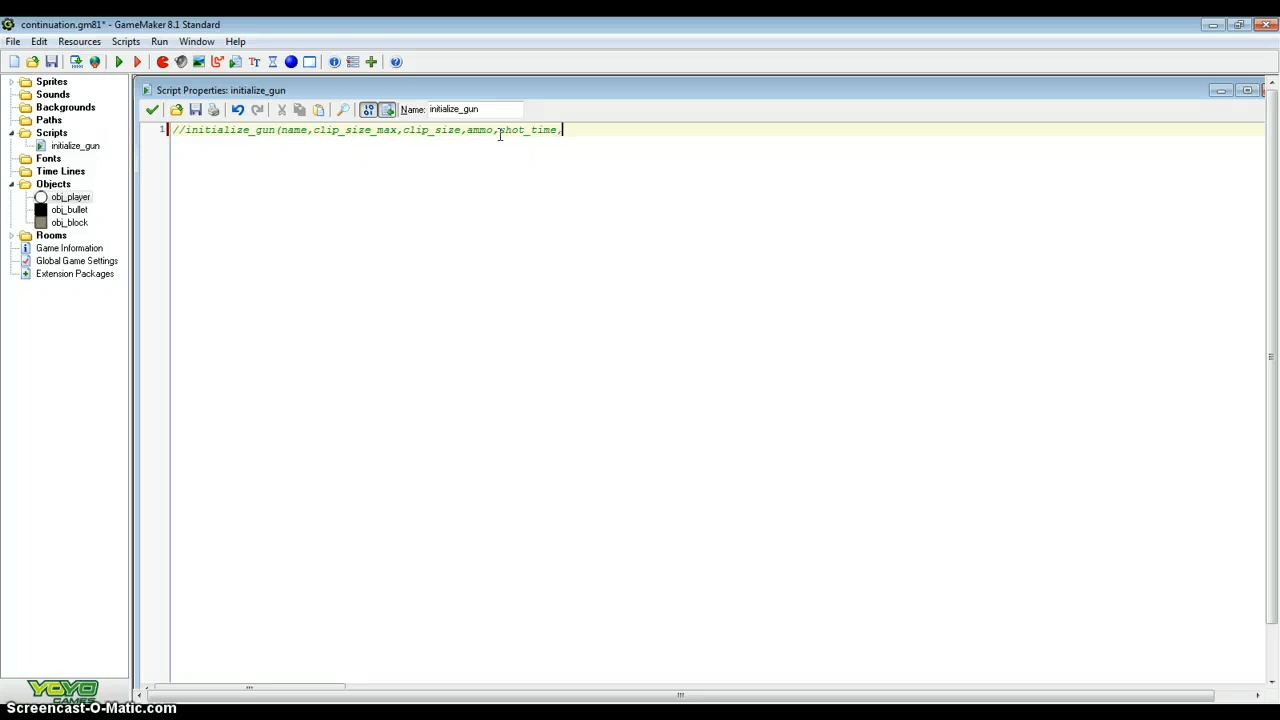 continuation.gm81* - GameMaker 8.1 Standard
File Edit Resources Scripts Run Window Help
Sprites
Sounds
Backgrounds
Paths
Scripts
initialize_gun
Fonts
Time Lines
Objects
obj_player
obj_bullet
obj_block
Rooms
Game Information
Global Game Settings
Extension Packages
Script Properties: initialize_gun
Name: initialize_gun
1 //initialize_gun(name,clip_size_max,clip_size,ammo,shot_time,
YOYO
GAMES
Screencast-O-Matic.com